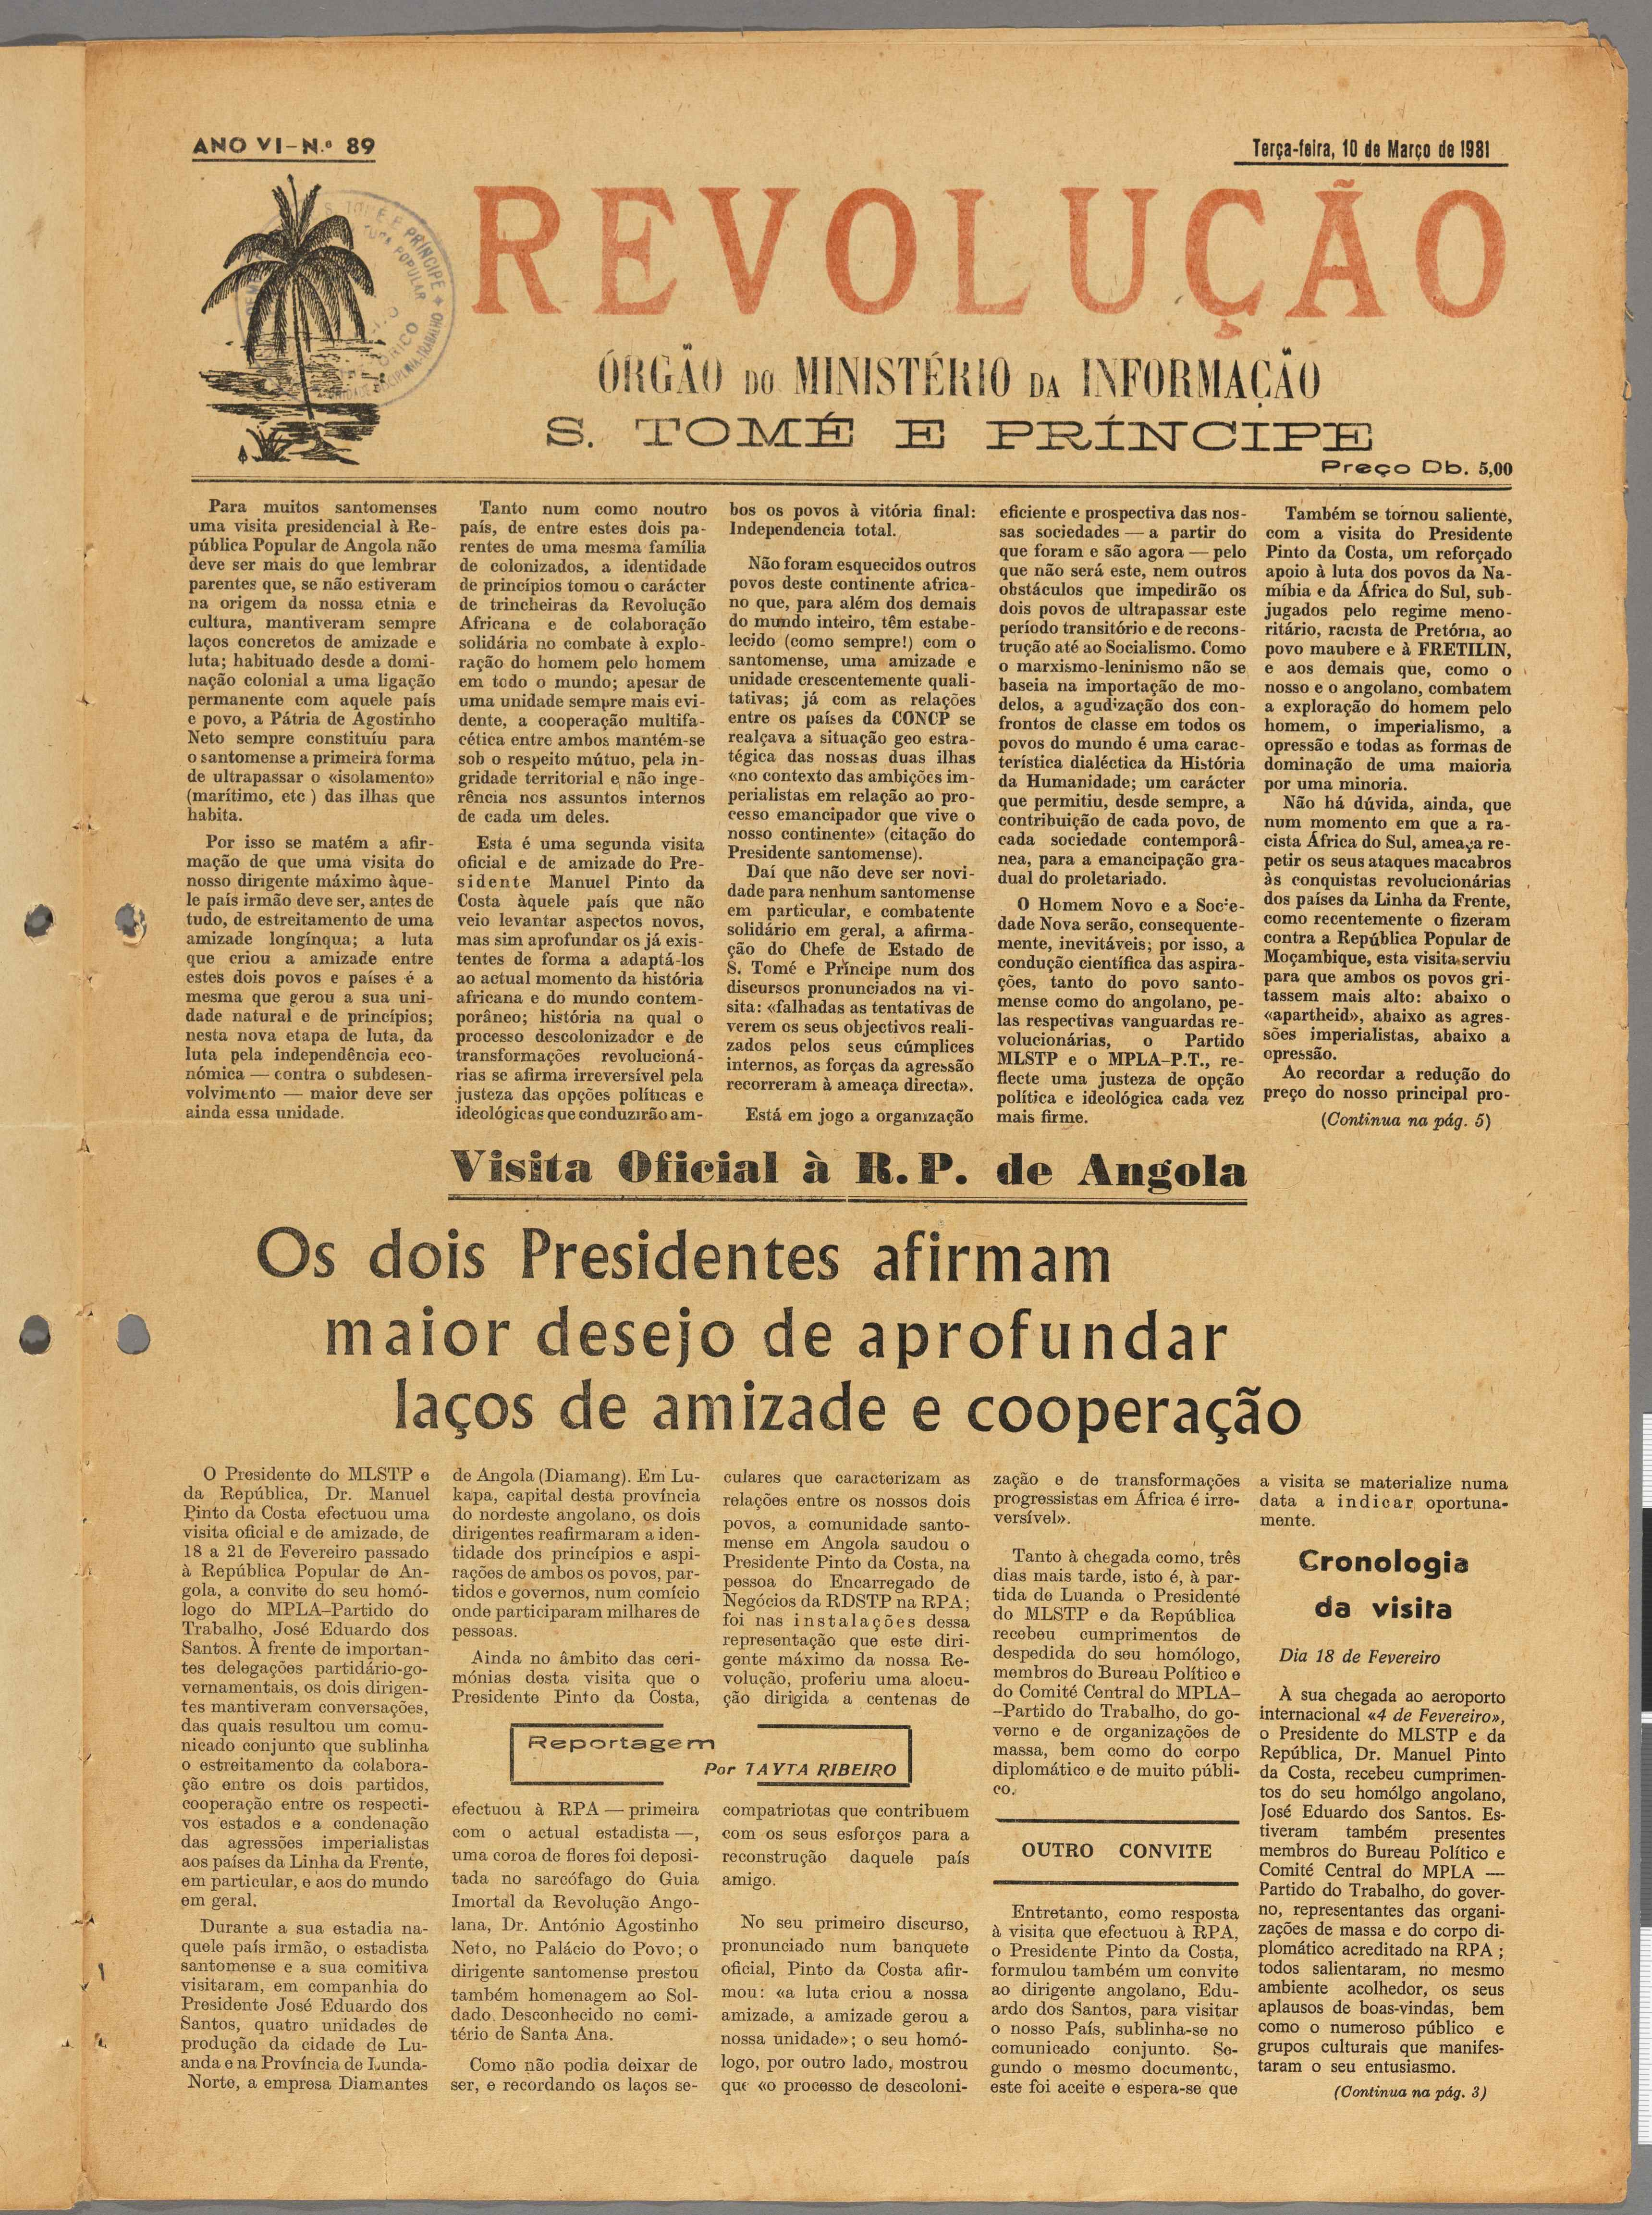 ANO VI–N.º 89
Terça-feira, 10 de Março de 1981
REVOLUÇÃO
ÓRGÃO DO MINISTÉRIO DA INFORMAÇÃO
S. TOMÉ E PRÍNCIPE
Preço Db. 5,00
Para muitos santomenses
uma visita presidencial à Re-
pública Popular de Angola não
deve ser mais do que lembrar
parentes que, se não estiveram
na origem da nossa etnia e
cultura, mantiveram sempre
laços concretos de amizade e
luta; habituado desde a domi-
nação colonial a uma ligação
permanente com aquele país
e povo, a Pátria de Agostinho
Neto sempre constituíu para
o santomense a primeira forma
de ultrapassar o «isolamento»
(marítimo, etc ) das ilhas que
habita.
Por isso se matém a afir-
mação de que uma visita do
nosso dirigente máximo àque-
le país irmão deve ser, antes de
tudo, de estreitamento de uma
amizade longínqua; a luta
que criou a amizade entre
estes dois povos e países é a
mesma que gerou a sua uni-
dade natural e de princípios;
nesta nova etapa de luta, da
luta pela independência eco-
nómica — contra o subdesen-
volvimento — maior deve ser
ainda essa unidade.
Tanto num como noutro
país, de entre estes dois pa-
rentes de uma mesma família
de colonizados, a identidade
de princípios tomou o carácter
de trincheiras da Revolução
Africana e de colaboração
solidária no combate à explo-
ração do homem pelo homem
em todo o mundo; apesar de
uma unidade sempre mais evi-
dente, a cooperação multifa-
cética entre ambos mantém-se
sob o respeito mútuo, pela in-
gridade territorial e não inge-
rência nos assuntos internos
de cada um deles.
Esta é uma segunda visita
oficial e de amizade do Pre-
sidente Manuel Pinto da
Costa àquele país que não
veio levantar aspectos novos,
mas sim aprofundar os já exis-
tentes de forma a adaptá-los
ao actual momento da história
africana e do mundo contem-
porâneo; história na qual o
processo descolonizador e de
transformações revolucioná-
rias se afirma irreversível pela
justeza das opções políticas e
ideológicas que conduzirão am-
bos os povos à vitória final:
Independencia total.
Não foram esquecidos outros
povos deste continente africa-
no que, para além dos demais
do mundo inteiro, têm estabe-
lecido (como sempre!) com o
santomense, uma amizade e
unidade crescentemente quali-
tativas; já com as relações
entre os países da CONCP se
realçava a situação geo estra-
tégica das nossas duas ilhas
«no contexto das ambições im-
perialistas em relação ao pro-
cesso emancipador que vive o
nosso continente» (citação do
Presidente santomense).
Daí que não deve ser novi-
dade para nenhum santomense
em particular, e combatente
solidário em geral, a afirma-
ção do Chefe de Estado de
S. Tomé e Príncipe num dos
discursos pronunciados na vi-
sita: «falhadas as tentativas de
verem os seus objectivos reali-
zados pelos seus cúmplices
internos, as forças da agressão
recorreram à ameaça directa».
Está em jogo a organização
eficiente e prospectiva das nos-
sas sociedades — a partir do
que foram e são agora — pelo
que não será este, nem outros
obstáculos que impedirão os
dois povos de ultrapassar este
período transitório e de recons-
trução até ao Socialismo. Como
o marxismo-leninismo não se
baseia na importação de mo-
delos, a agudização dos con-
frontos de classe em todos os
povos do mundo é uma carac-
terística dialéctica da História
da Humanidade; um carácter
que permitiu, desde sempre, a
contribuição de cada povo, de
cada sociedade contemporâ-
nea, para a emancipação gra-
dual do proletariado.
O Homem Novo e a Socie-
dade Nova serão, consequente-
mente, inevitáveis; por isso, a
condução científica das aspira-
ções, tanto do povo santo-
mense como do angolano, pe-
las respectivas vanguardas re-
volucionárias, o Partido
MLSTP e o MPLA–P.T., re-
flecte uma justeza de opção
política e ideológica cada vez
mais firme.
Também se tornou saliente,
com a visita do Presidente
Pinto da Costa, um reforçado
apoio à luta dos povos da Na-
míbia e da África do Sul, sub-
jugados pelo regime meno-
ritário, racista de Pretória, ao
povo maubere e à FRETILIN,
e aos demais que, como o
nosso e o angolano, combatem
a exploração do homem pelo
homem, o imperialismo, a
opressão e todas as formas de
dominação de uma maioria
por uma minoria.
Não há dúvida, ainda, que
num momento em que a ra-
cista África do Sul, ameaça re-
petir os seus ataques macabros
às conquistas revolucionárias
dos países da Linha da Frente,
como recentemente o fizeram
contra a República Popular de
Moçambique, esta visita serviu
para que ambos os povos gri-
tassem mais alto: abaixo o
«apartheid», abaixo as agres-
sões imperialistas, abaixo a
opressão.
Ao recordar a redução do
preço do nosso principal pro-
(Continua na pág. 5)
Visita Oficial à R.P. de Angola
Os dois Presidentes afirmam
maior desejo de aprofundar
laços de amizade e cooperação
O Presidente do MLSTP e
da República, Dr. Manuel
Pinto da Costa efectuou uma
visita oficial e de amizade, de
18 a 21 de Fevereiro passado
à República Popular de An-
gola, a convite do seu homó-
logo do MPLA–Partido do
Trabalho, José Eduardo dos
Santos. À frente de importan-
tes delegações partidário-go-
vernamentais, os dois dirigen-
tes mantiveram conversações,
das quais resultou um comu-
nicado conjunto que sublinha
o estreitamento da colabora-
ção entre os dois partidos,
cooperação entre os respecti-
vos estados e a condenação
das agressões imperialistas
aos países da Linha da Frente,
em particular, e aos do mundo
em geral.
Durante a sua estadia na-
quele país irmão, o estadista
santomense e a sua comitiva
visitaram, em companhia do
Presidente José Eduardo dos
Santos, quatro unidades de
produção da cidade de Lu-
anda e na Província de Lunda-
Norte, a empresa Diamantes
de Angola (Diamang). Em Lu-
kapa, capital desta província
do nordeste angolano, os dois
dirigentes reafirmaram a iden-
tidade dos princípios e aspi-
rações de ambos os povos, par-
tidos e governos, num comício
onde participaram milhares de
pessoas.
Ainda no âmbito das ceri-
mónias desta visita que o
Presidente Pinto da Costa,
Reportagem
Por TAYTA RIBEIRO
efectuou à RPA — primeira
com o actual estadista —,
uma coroa de flores foi deposi-
tada no sarcófago do Guia
Imortal da Revolução Ango-
lana, Dr. António Agostinho
Neto, no Palácio do Povo; o
dirigente santomense prestou
também homenagem ao Sol-
dado Desconhecido no cemi-
tério de Santa Ana.
Como não podia deixar de
ser, e recordando os laços se-
culares que caracterizam as
relações entre os nossos dois
povos, a comunidade santo-
mense em Angola saudou o
Presidente Pinto da Costa, na
pessoa do Encarregado de
Negócios da RDSTP na RPA;
foi nas instalações dessa
representação que este diri-
gente máximo da nossa Re-
volução, proferiu uma alocu-
ção dirigida a centenas de
compatriotas que contribuem
com os seus esforços para a
reconstrução daquele país
amigo.
No seu primeiro discurso,
pronunciado num banquete
oficial, Pinto da Costa afir-
mou: «a luta criou a nossa
amizade, a amizade gerou a
nossa unidade»; o seu homó-
logo, por outro lado, mostrou
que «o processo de descoloni-
zação e de transformações
progressistas em África é irre-
versível».
Tanto à chegada como, três
dias mais tarde, isto é, à par-
tida de Luanda o Presidente
do MLSTP e da República
recebeu cumprimentos de
despedida do seu homólogo,
membros do Bureau Político e
do Comité Central do MPLA–
–Partido do Trabalho, do go-
verno e de organizações de
massa, bem como do corpo
diplomático e de muito públi-
co.
OUTRO CONVITE
Entretanto, como resposta
à visita que efectuou à RPA,
o Presidente Pinto da Costa,
formulou também um convite
ao dirigente angolano, Edu-
ardo dos Santos, para visitar
o nosso País, sublinha-se no
comunicado conjunto. Se-
gundo o mesmo documento,
este foi aceite e espera-se que
a visita se materialize numa
data a indicar oportuna-
mente.
Cronologia
da visita
Dia 18 de Fevereiro
À sua chegada ao aeroporto
internacional «4 de Fevereiro»,
o Presidente do MLSTP e da
República, Dr. Manuel Pinto
da Costa, recebeu cumprimen-
tos do seu homólgo angolano,
José Eduardo dos Santos. Es-
tiveram também presentes
membros do Bureau Político e
Comité Central do MPLA —
Partido do Trabalho, do gover-
no, representantes das organi-
zações de massa e do corpo di-
plomático acreditado na RPA ;
todos salientaram, no mesmo
ambiente acolhedor, os seus
aplausos de boas-vindas, bem
como o numeroso público e
grupos culturais que manifes-
taram o seu entusiasmo.
(Continua na pág. 3)